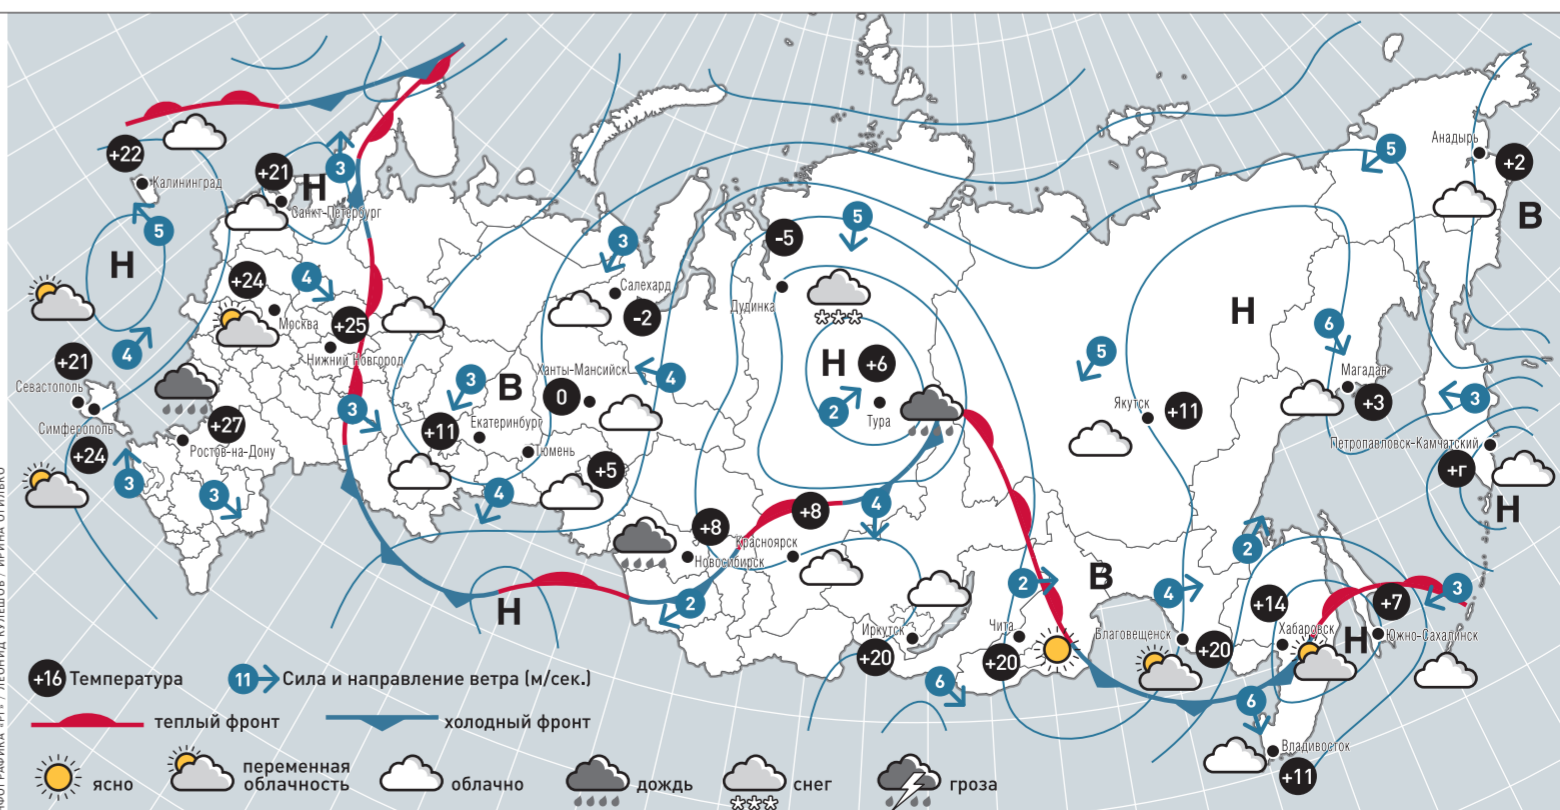 5
Анадырь
+2
+22
Калининград
3
+21
Н
Санкт-Петербург
5
В
5
Н
-5
3
+24
4
Салехард
-2
Дудинка
Москва
+25
Нижний Новгород
4
6
Н
5
Н
+6
+21
Севастополь
3
В
Ханты-Мансийск
4
0
2
Тура
Магадан
+3
3
Якутск
+11
3
+11
Екатеринбург
Тюмень
+27
Ростов-на-Дону
Симферополь
+24
3
3
+5
4
Петропавловск-Камчатский
+г
Н
+8
Новосибирск
+8
4
Красноярск
2
2
В
4
+14
Хабаровск
+7
3
Н
2
Н
Южно-Сахалинск
Иркутск
+20
Чита
+20
Благовещенск
+20
6
6
Владивосток
+11
+16 Температура
11 Сила и направление ветра (м/сек.)
теплый фронт
холодный фронт
ясно
переменная
облачность
облачно
дождь
снег
гроза